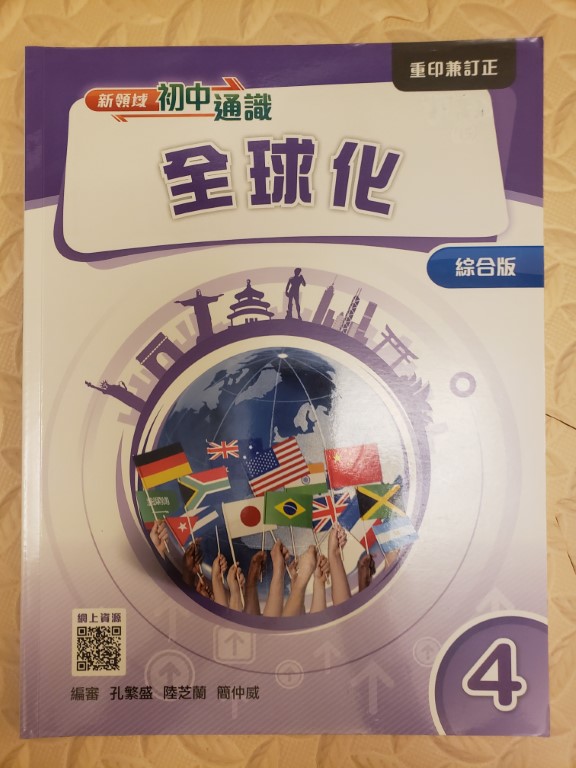 重印兼訂正
新領域 初中通識
全球化
綜合版
網上資源
編審 孔繁盛 陸芝蘭 簡仲威
4